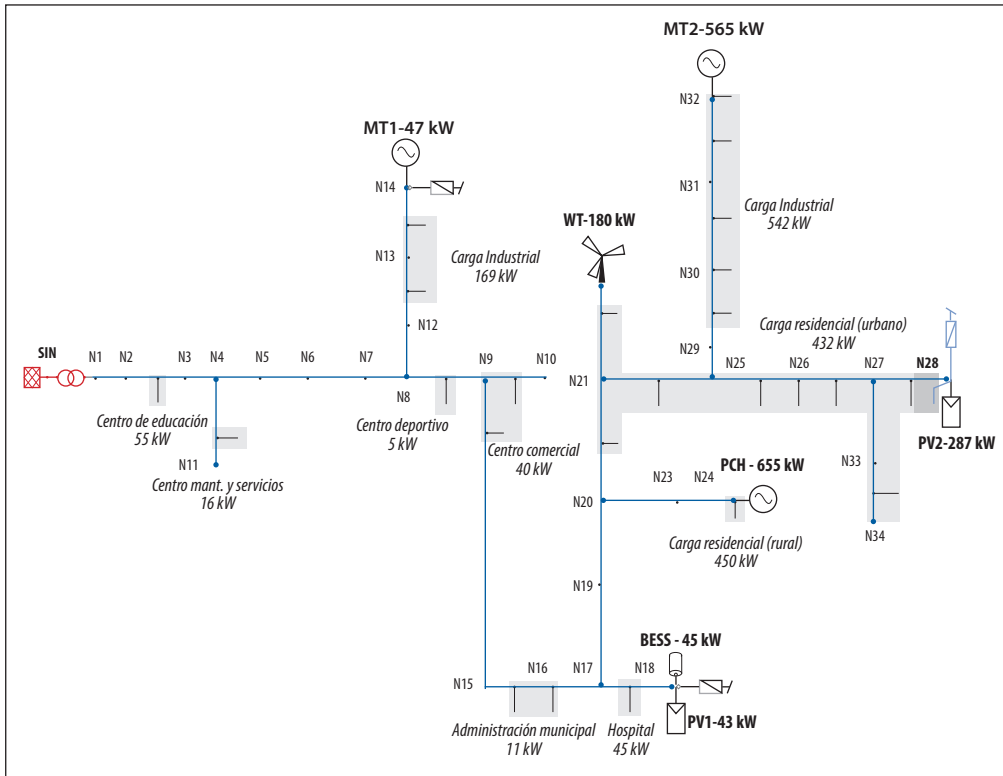 MT2-565 kW
N32
MT1-47 kW
N14
N31
Carga Industrial
542 kW
WT-180 kW
N13
Carga Industrial
169 kW
N30
N12
Carga residencial (urbano)
432 kW
N29
SIN
N1
N2
N3
N4
N5
N6
N7
N8
N9
N10
N21
N25
N26
N27
N28
Centro de educación
55 kW
Centro deportivo
5 kW
Centro comercial
40 kW
PV2-287 kW
N11
Centro mant. y servicios
16 kW
N33
PCH - 655 kW
N23
N24
N20
Carga residencial (rural)
450 kW
N34
N19
BESS - 45 kW
N15
N16
N17
N18
Administración municipal
11 kW
Hospital
45 kW
PV1-43 kW